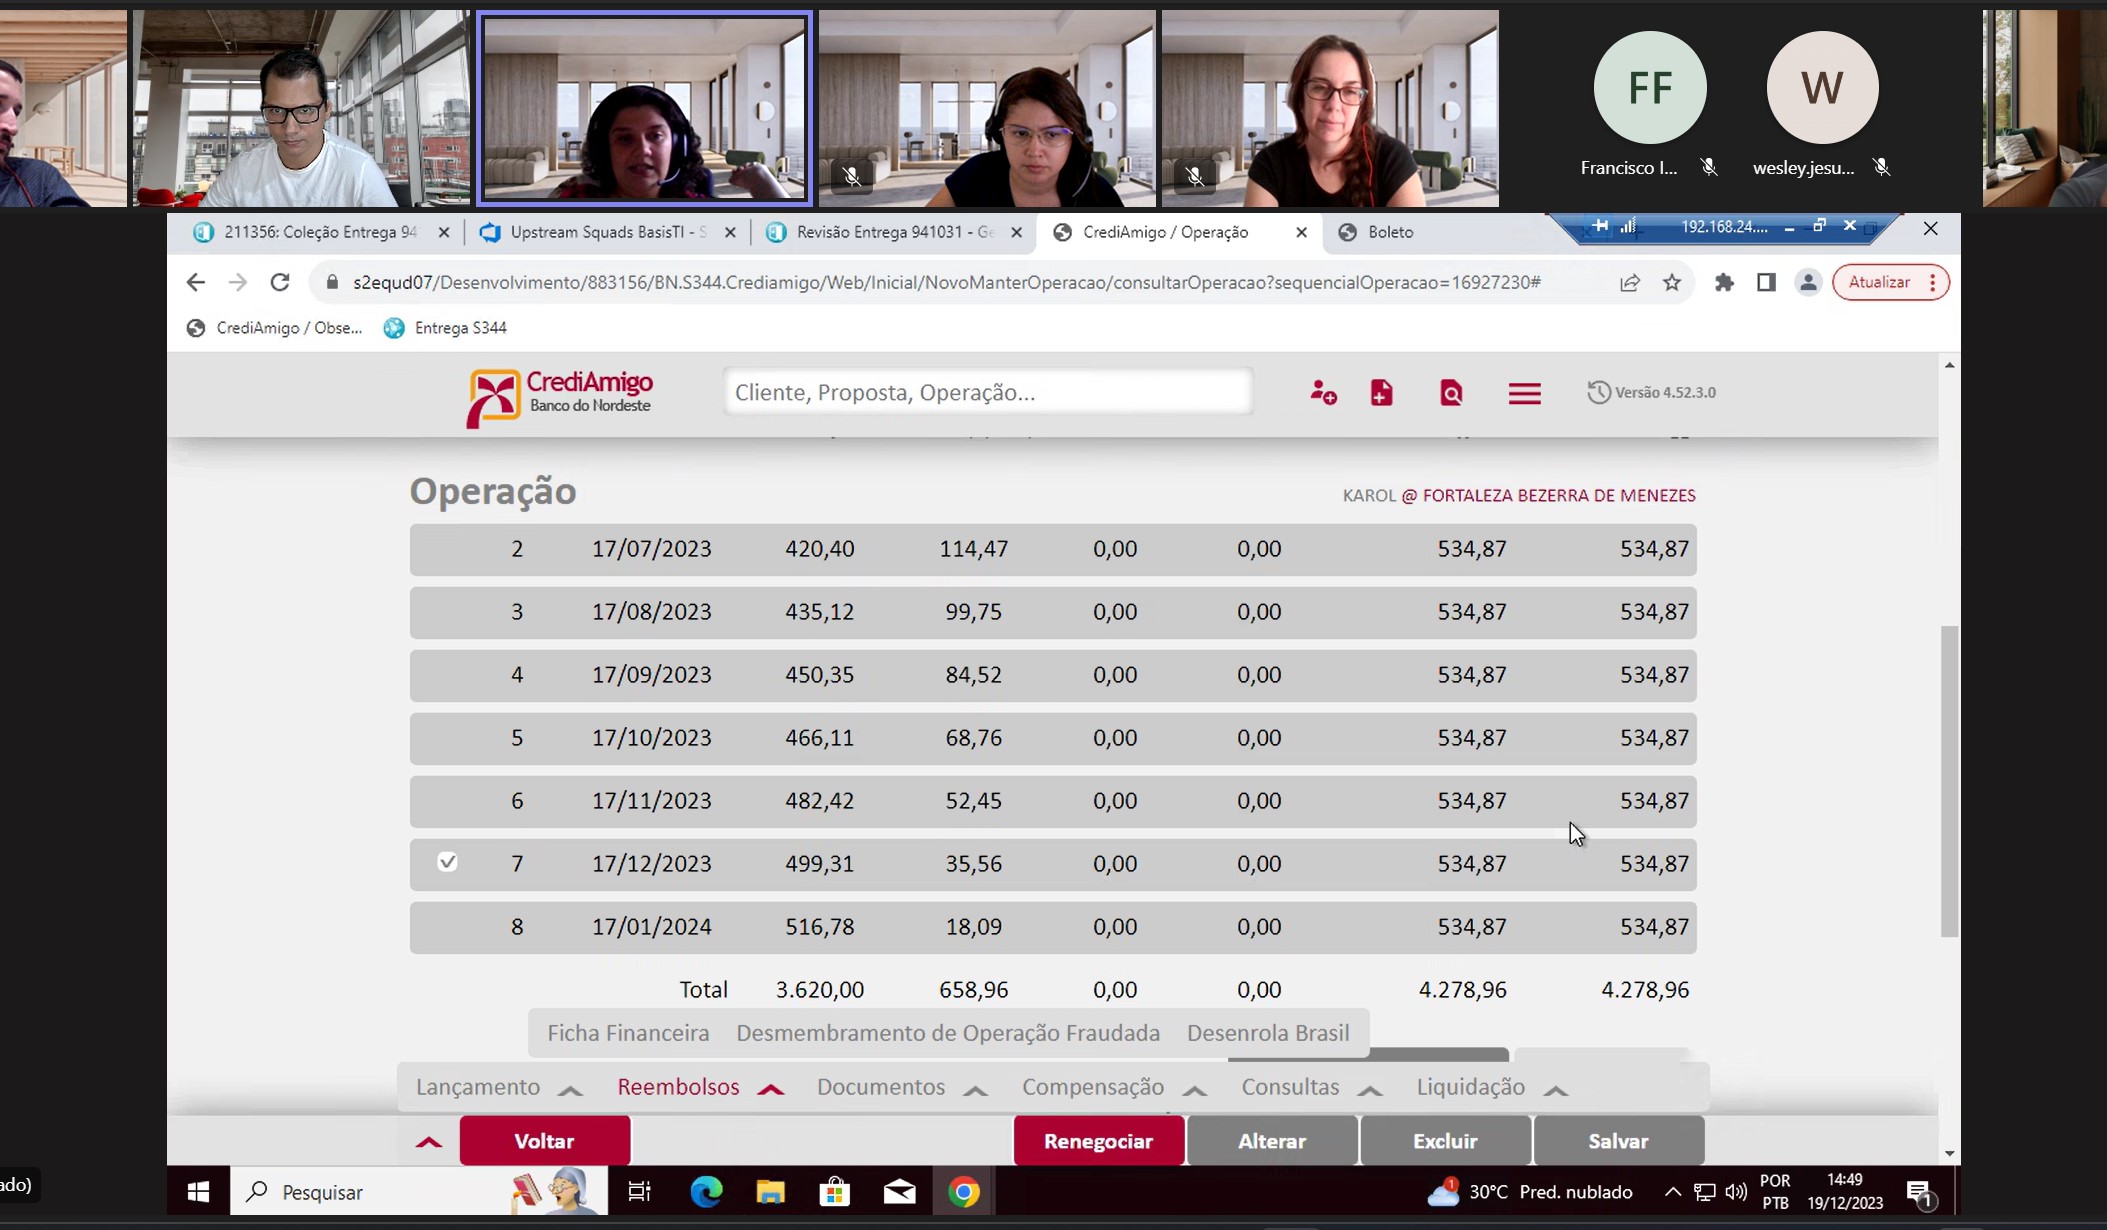 FF
W
Francisco I...
wesley.jesu...
211356: Coleção Entrega 94
Upstream Squads BasisTI - S
Revisão Entrega 941031 - Ge
CrediAmigo / Operação
Boleto
192.168.24....
s2equd07/Desenvolvimento/883156/BN.S344.Crediamigo/Web/Inicial/NovoManterOperacao/consultarOperacao?sequencialOperacao=16927230#
Atualizar
CrediAmigo / Obse...
Entrega S344
CrediAmigo
Banco do Nordeste
Cliente, Proposta, Operação...
Versão 4.52.3.0
Operação
KAROL @ FORTALEZA BEZERRA DE MENEZES
2 17/07/2023 420,40 114,47 0,00 0,00 534,87 534,87
3 17/08/2023 435,12 99,75 0,00 0,00 534,87 534,87
4 17/09/2023 450,35 84,52 0,00 0,00 534,87 534,87
5 17/10/2023 466,11 68,76 0,00 0,00 534,87 534,87
6 17/11/2023 482,42 52,45 0,00 0,00 534,87 534,87
7 17/12/2023 499,31 35,56 0,00 0,00 534,87 534,87
8 17/01/2024 516,78 18,09 0,00 0,00 534,87 534,87
Total 3.620,00 658,96 0,00 0,00 4.278,96 4.278,96
Ficha Financeira Desmembramento de Operação Fraudada Desenrola Brasil
Lançamento Reembolsos Documentos Compensação Consultas Liquidação
Voltar Renegociar Alterar Excluir Salvar
ado)
Pesquisar
1
30°C Pred. nublado
POR
PTB
14:49
19/12/2023
1